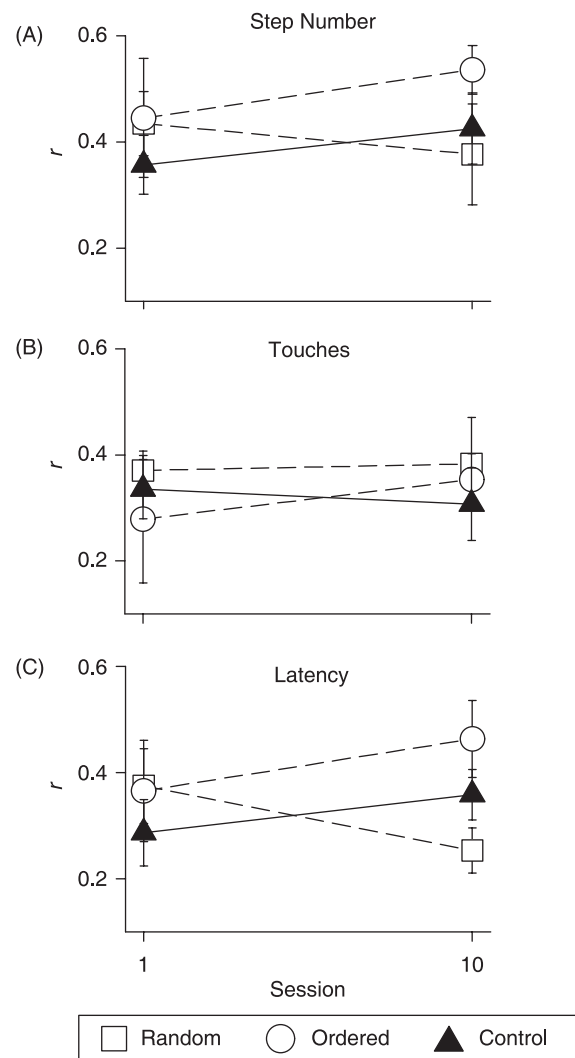 (A)
Step Number
0.6
0.4
0.2
r
(B)
Touches
0.6
0.4
0.2
r
(C)
Latency
0.6
0.4
0.2
r
1 10
Session
Random Ordered Control